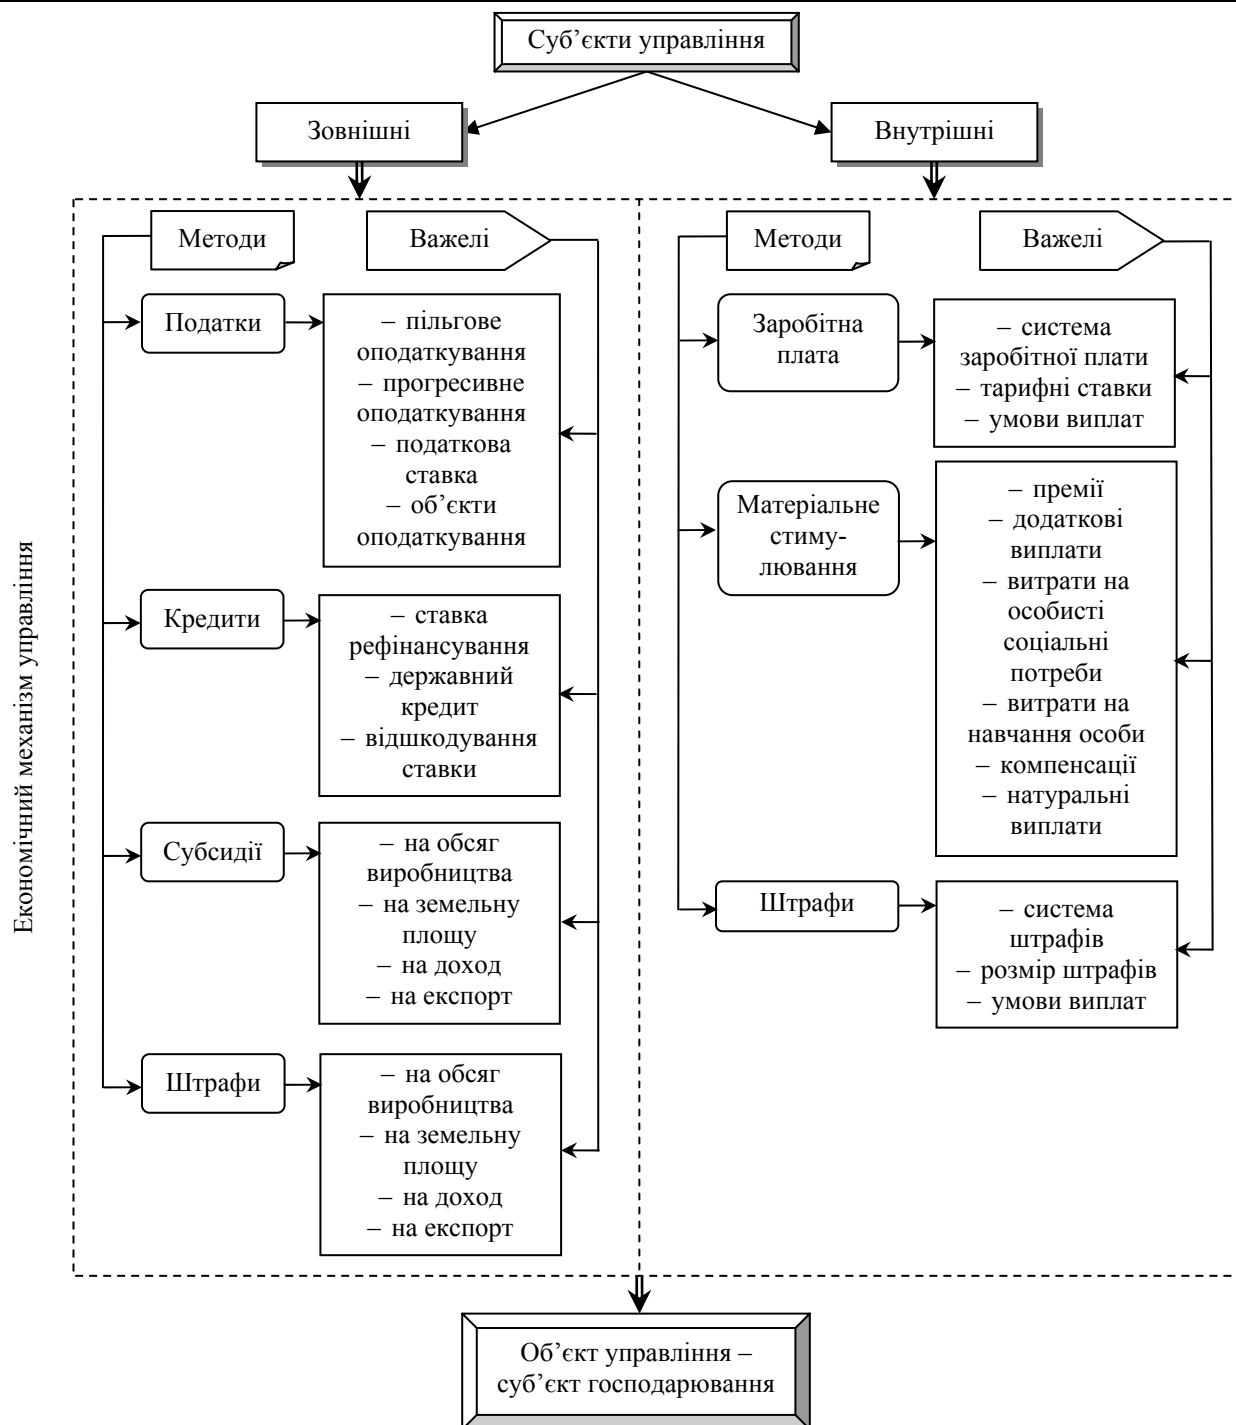 Суб’єкти управління
Зовнішні
Внутрішні
Економічний механізм управління
Методи
Важелі
Податки
– пільгове
оподаткування
– прогресивне
оподаткування
– податкова
ставка
– об’єкти
оподаткування
Кредити
– ставка
рефінансування
– державний
кредит
– відшкодування
ставки
Субсидії
– на обсяг
виробництва
– на земельну
площу
– на доход
– на експорт
Штрафи
– на обсяг
виробництва
– на земельну
площу
– на доход
– на експорт
Методи
Важелі
Заробітна
плата
– система
заробітної плати
– тарифні ставки
– умови виплат
Матеріальне
стиму-
лювання
– премії
– додаткові
виплати
– витрати на
особисті
соціальні
потреби
– витрати на
навчання особи
– компенсації
– натуральні
виплати
Штрафи
– система
штрафів
– розмір штрафів
– умови виплат
Об’єкт управління –
суб’єкт господарювання